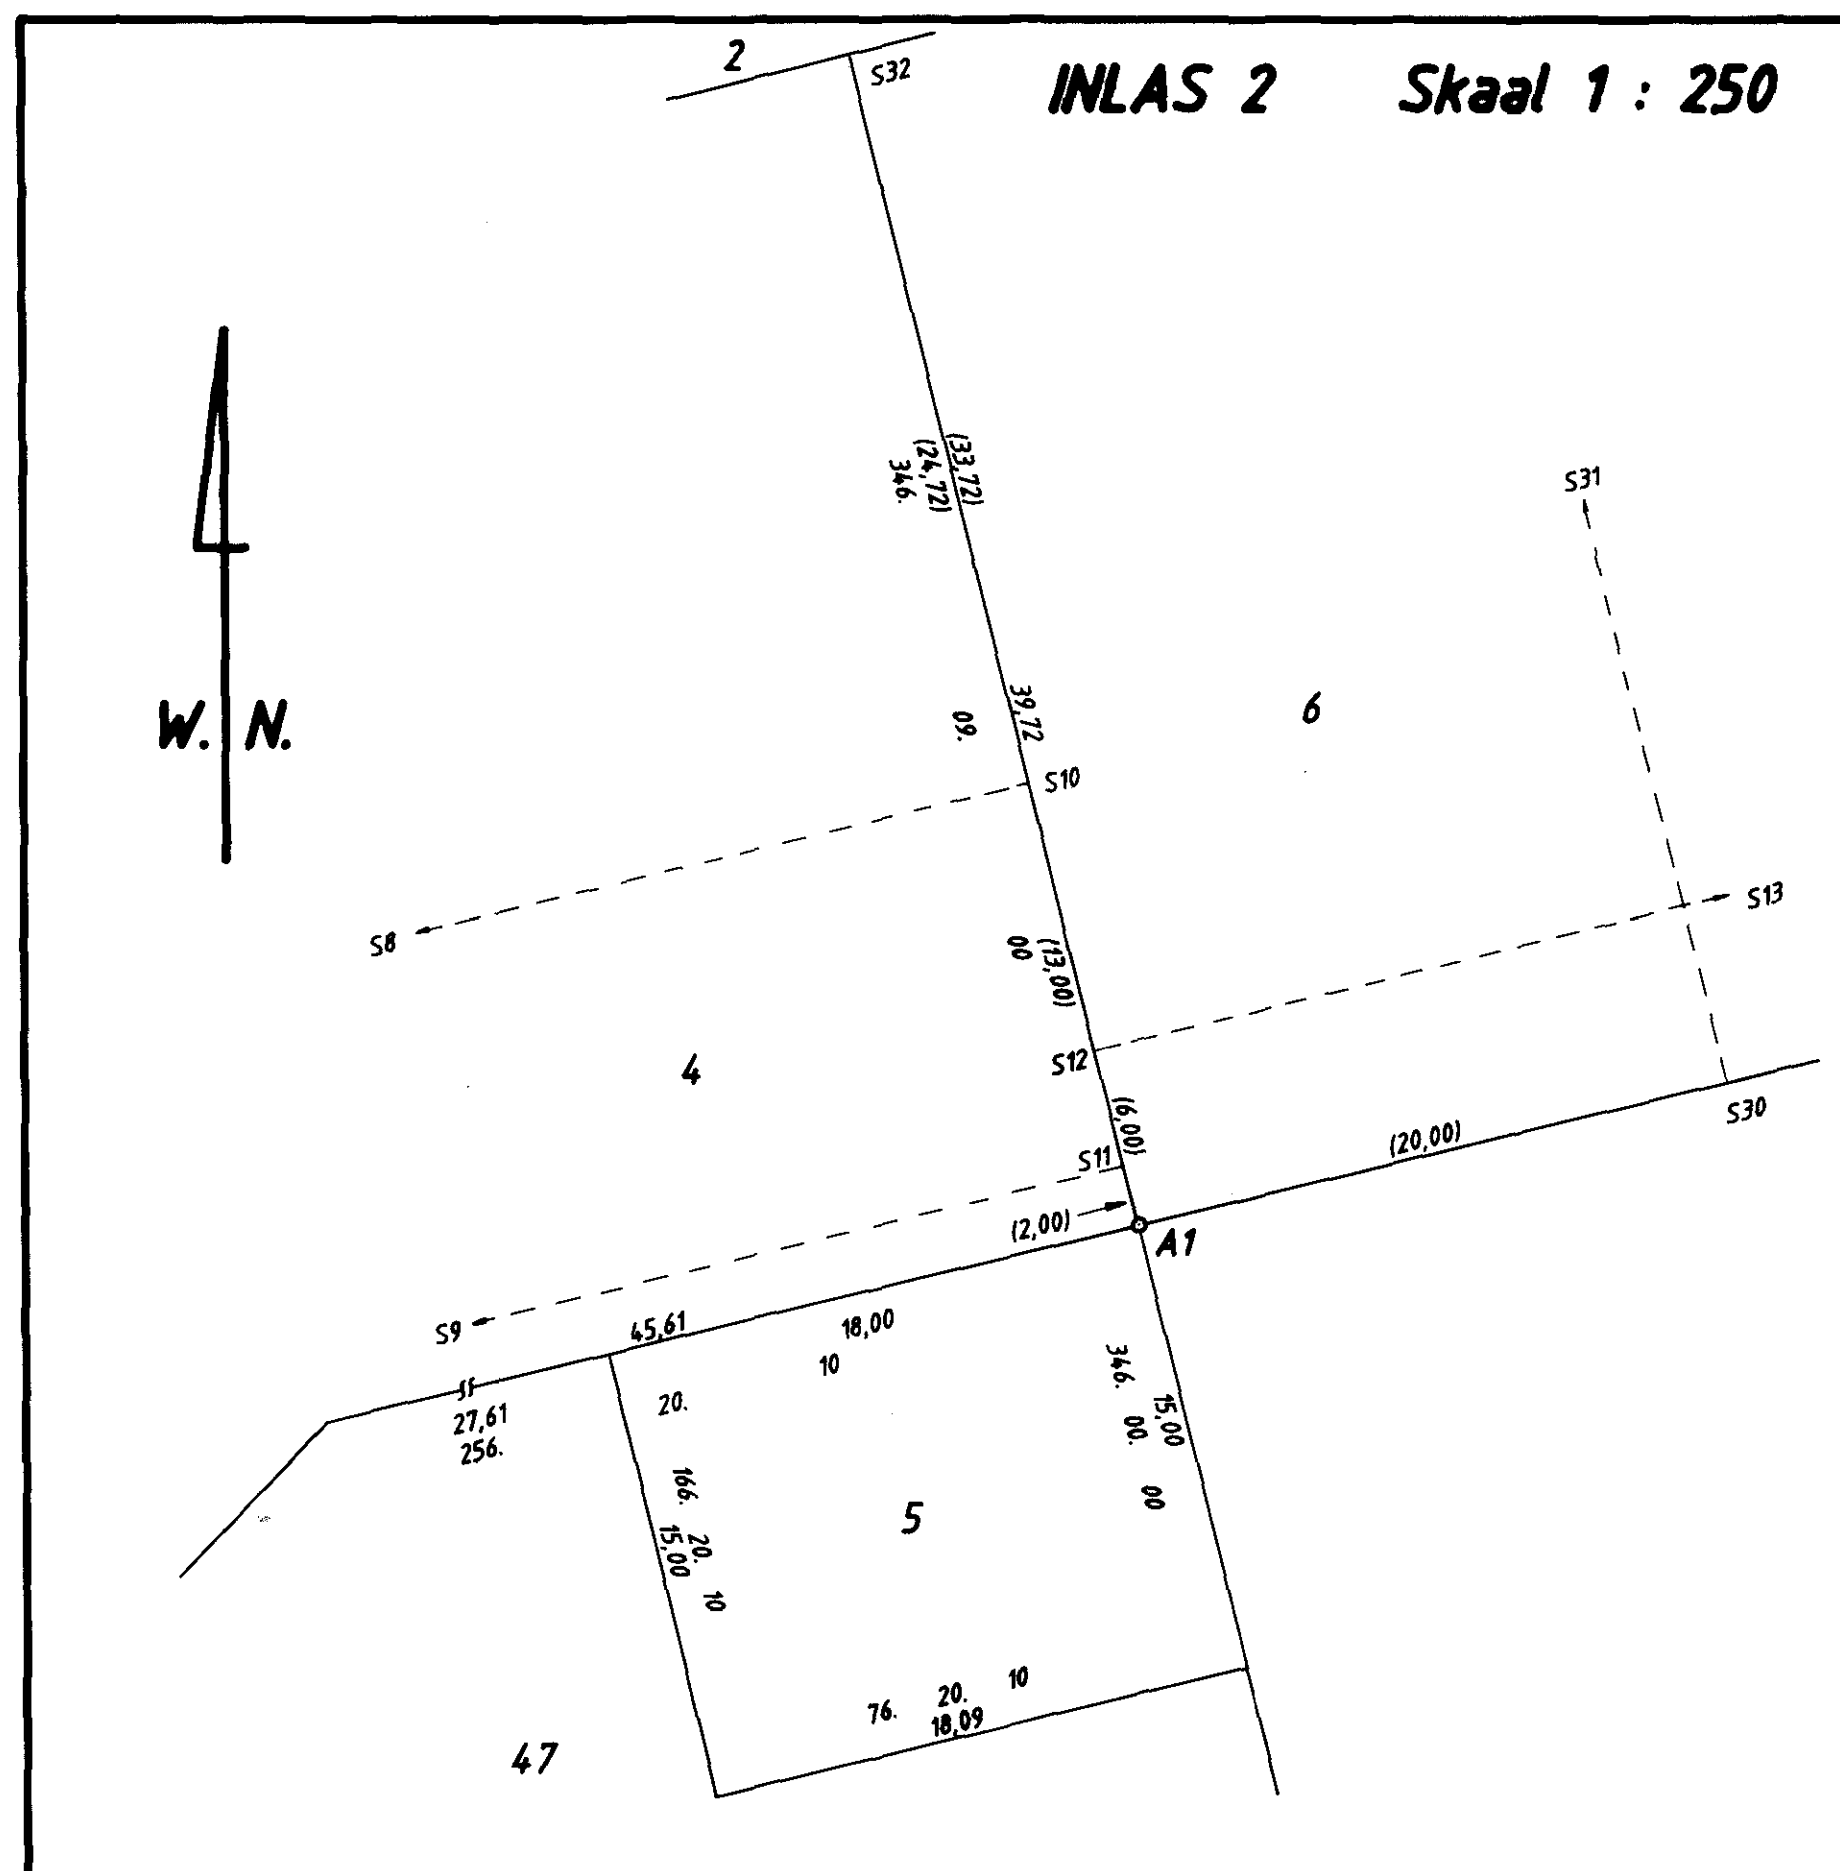 2
S32
INLAS 2 Skaal 1 : 250
(33,72)
(24,72)
346. 09. 00
S31
39,72
6
W. N.
S10
S8
S13
(13,00)
4
S12
(6,00)
S30
(20,00)
S11
(2,00)
A1
S9
45,61
18,00
27,61
256. 20. 10
346. 00. 00
15,00
166. 20. 10
15,00
5
76. 20. 10
18,09
47